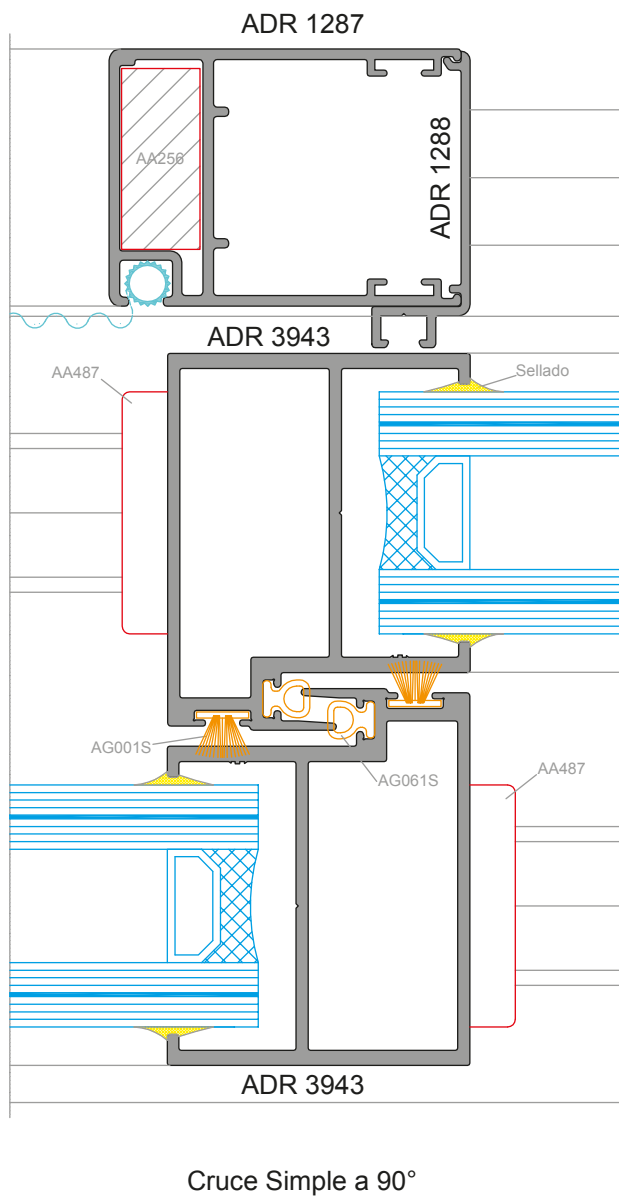 ADR 1287
AA256
ADR 1288
ADR 3943
AA487
Sellado
AG001S
AG061S
AA487
ADR 3943
Cruce Simple a 90°